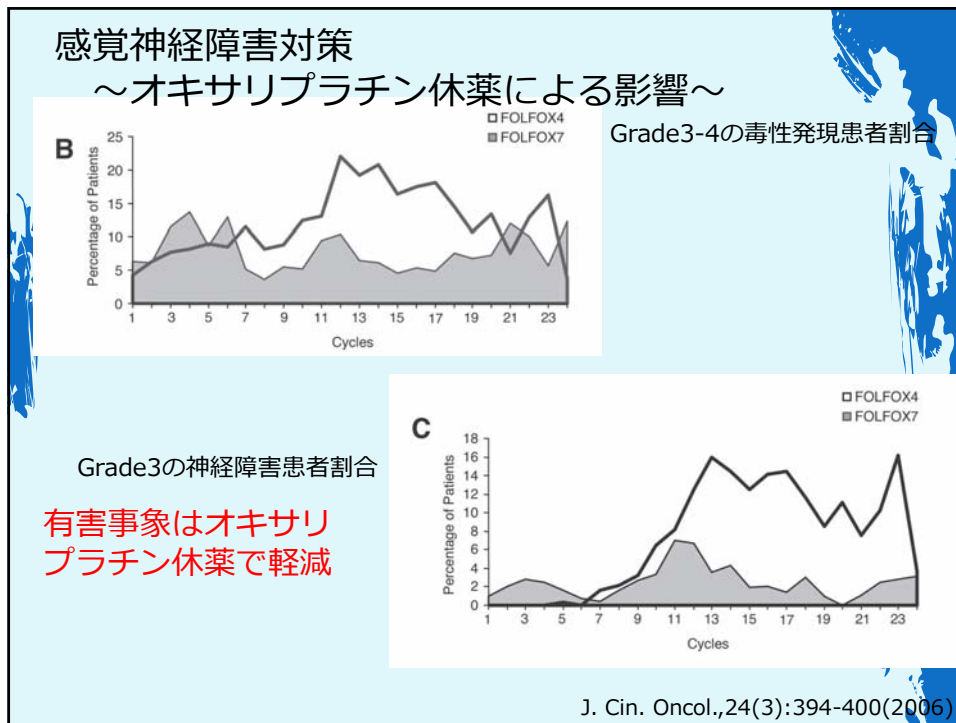 感覚神経障害対策
～オキサリプラチン休薬による影響～
B
□FOLFOX4
■FOLFOX7
Grade3-4の毒性発現患者割合
Percentage of Patients
25
20
15
10
5
0
1 3 5 7 9 11 13 15 17 19 21 23
Cycles
C
□FOLFOX4
■FOLFOX7
Grade3の神経障害患者割合
有害事象はオキサリ
プラチン休薬で軽減
Percentage of Patients
18
16
14
12
10
8
6
4
2
0
1 3 5 7 9 11 13 15 17 19 21 23
Cycles
J. Cin. Oncol.,24(3):394-400(2006)